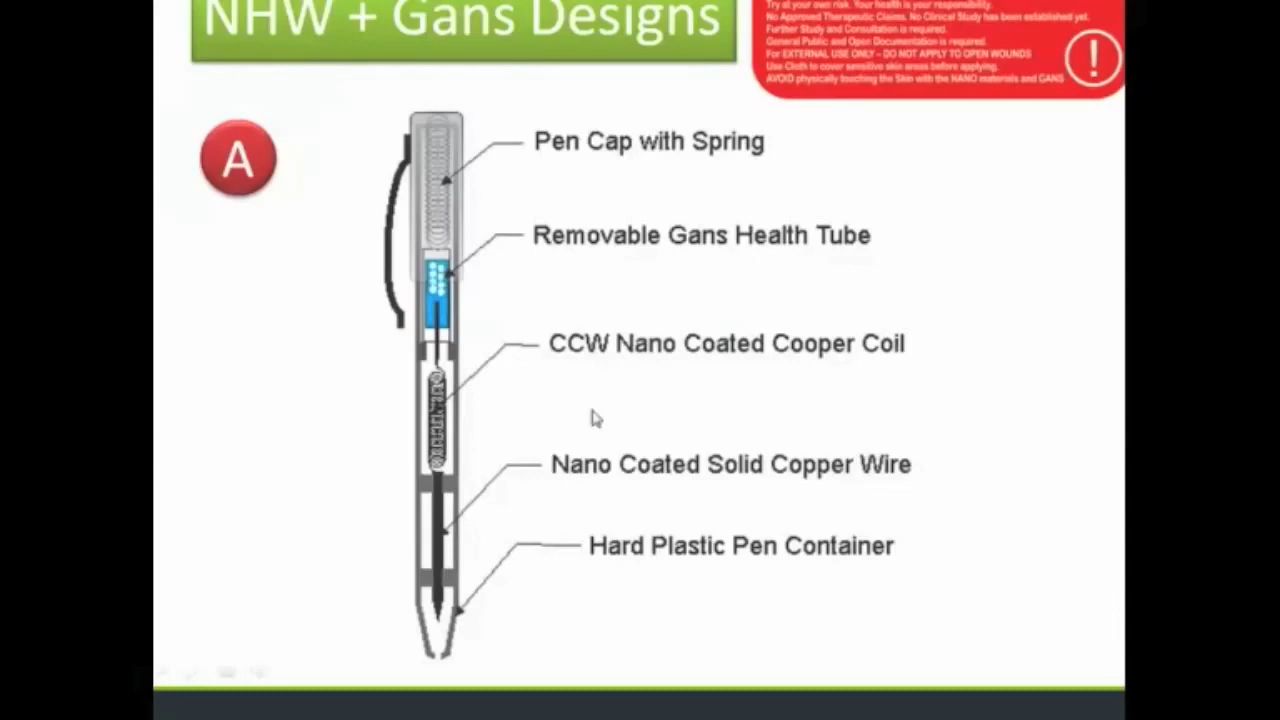 NHW + Gans Designs
Try at your own risk. Your health is your responsibility.
No Approved Therapeutic Claims. No Clinical Study has been established yet.
Further Study and Consultation is required.
General Public and Open Documentation is required.
For EXTERNAL USE ONLY - DO NOT APPLY TO OPEN WOUNDS
Use Cloth to cover sensitive skin areas before applying.
AVOID physically touching the Skin with the NANO materials and GANS
!
A
Pen Cap with Spring
Removable Gans Health Tube
CCW Nano Coated Cooper Coil
Nano Coated Solid Copper Wire
Hard Plastic Pen Container